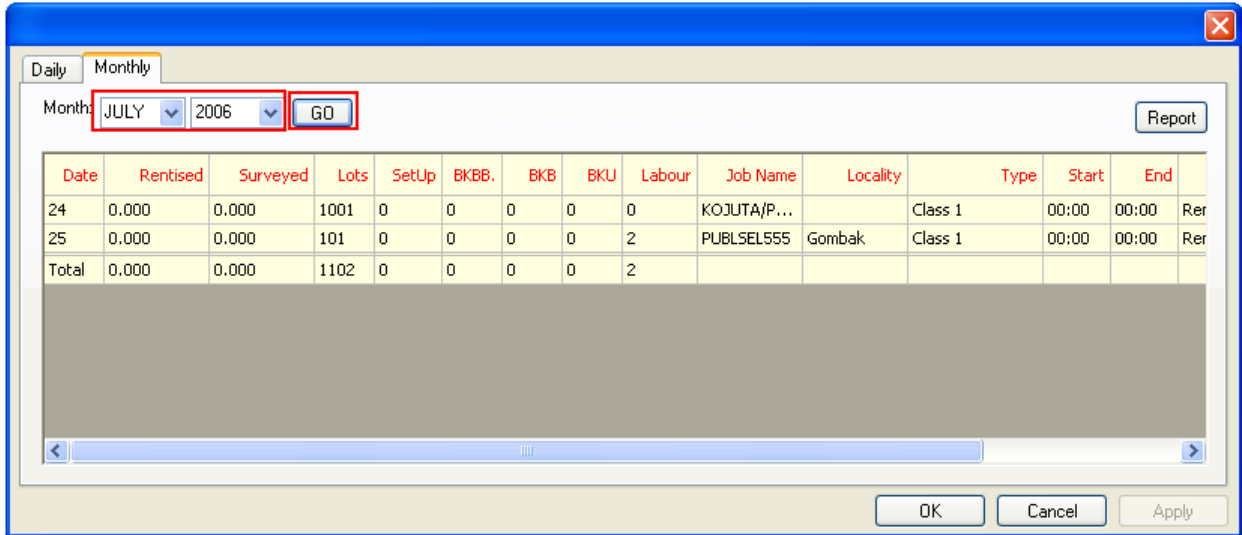 Daily Monthly
Month: JULY 2006 GO Report
Date Rentised Surveyed Lots SetUp BKBB. BKB BKU Labour Job Name Locality Type Start End
24 0.000 0.000 1001 0 0 0 0 0 KOJUTA/P... Class 1 00:00 00:00 Rer
25 0.000 0.000 101 0 0 0 0 2 PUBLSEL555 Gombak Class 1 00:00 00:00 Rer
Total 0.000 0.000 1102 0 0 0 0 2
OK Cancel Apply